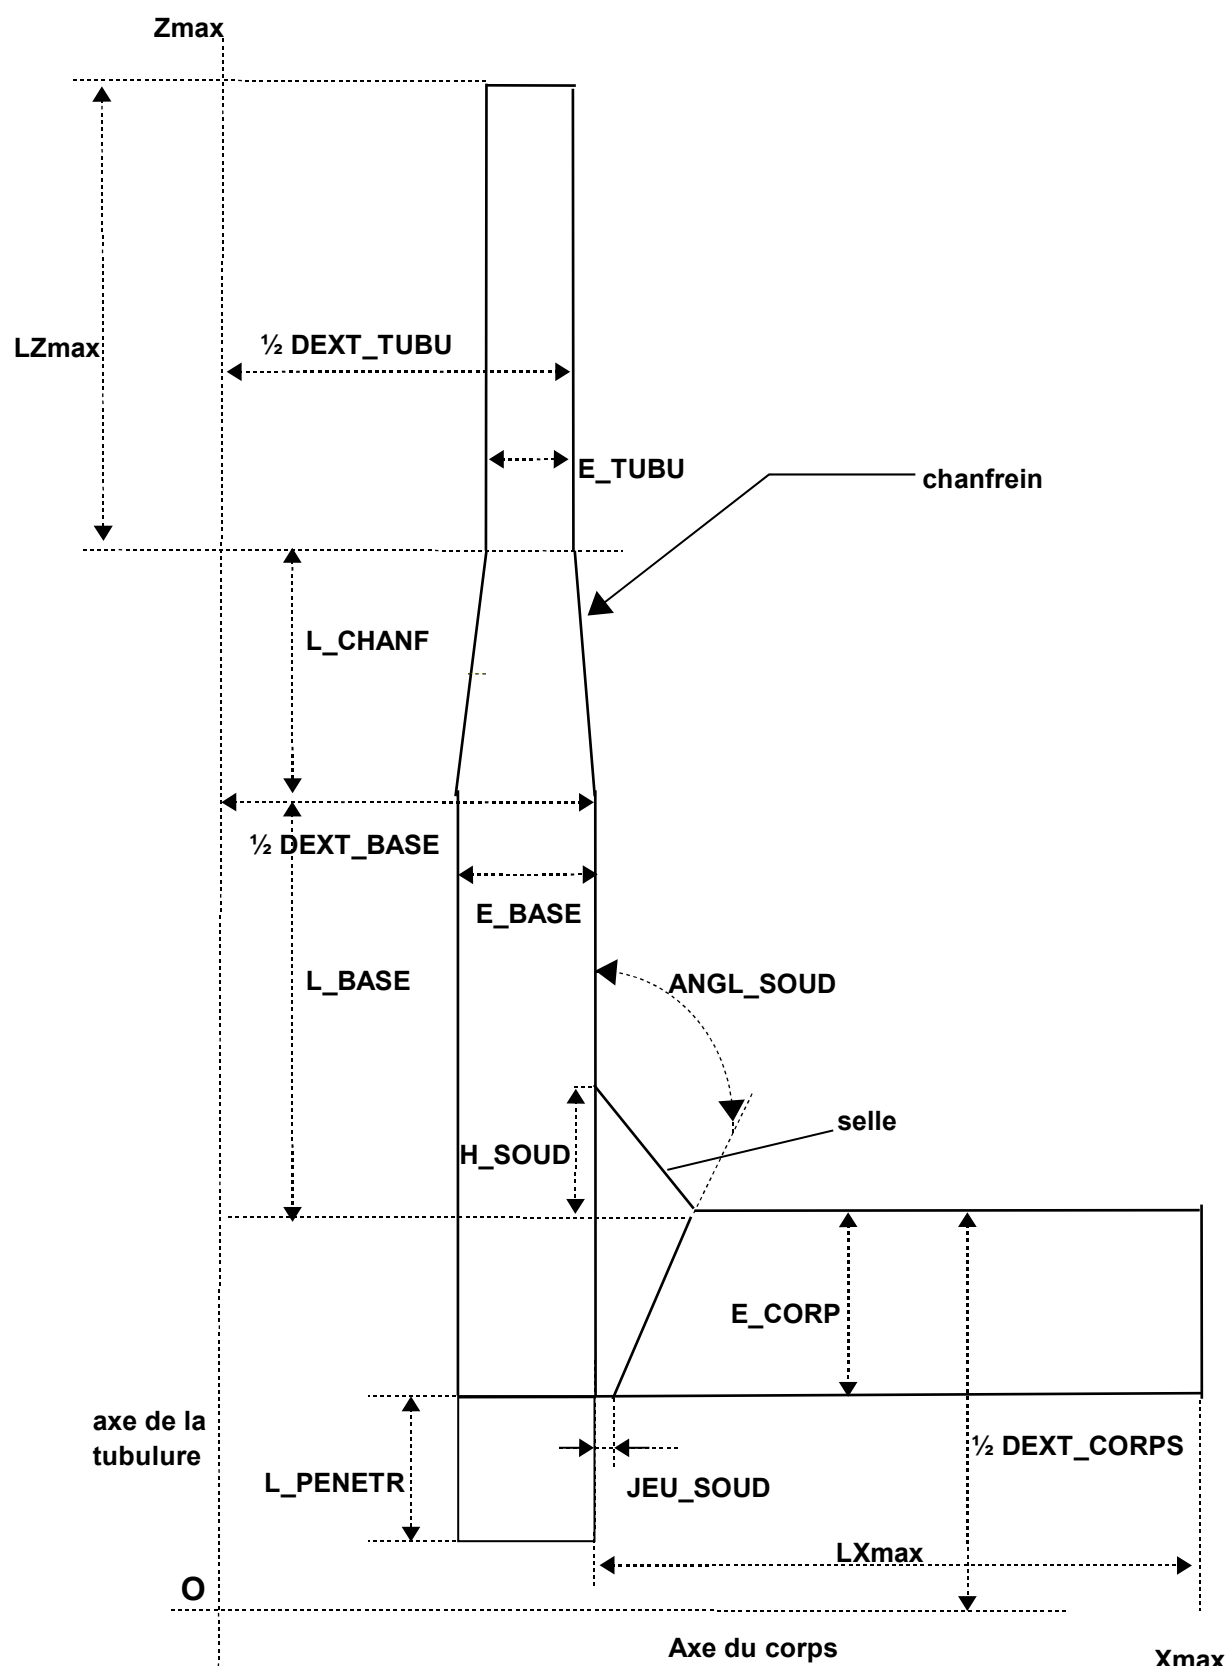 Zmax
LZmax
½ DEXT_TUBU
E_TUBU
chanfrein
L_CHANF
½ DEXT_BASE
E_BASE
L_BASE
ANGL_SOUD
selle
H_SOUD
E_CORP
axe de la
tubulure
½ DEXT_CORPS
L_PENETR
JEU_SOUD
LXmax
O
Axe du corps
Xmax